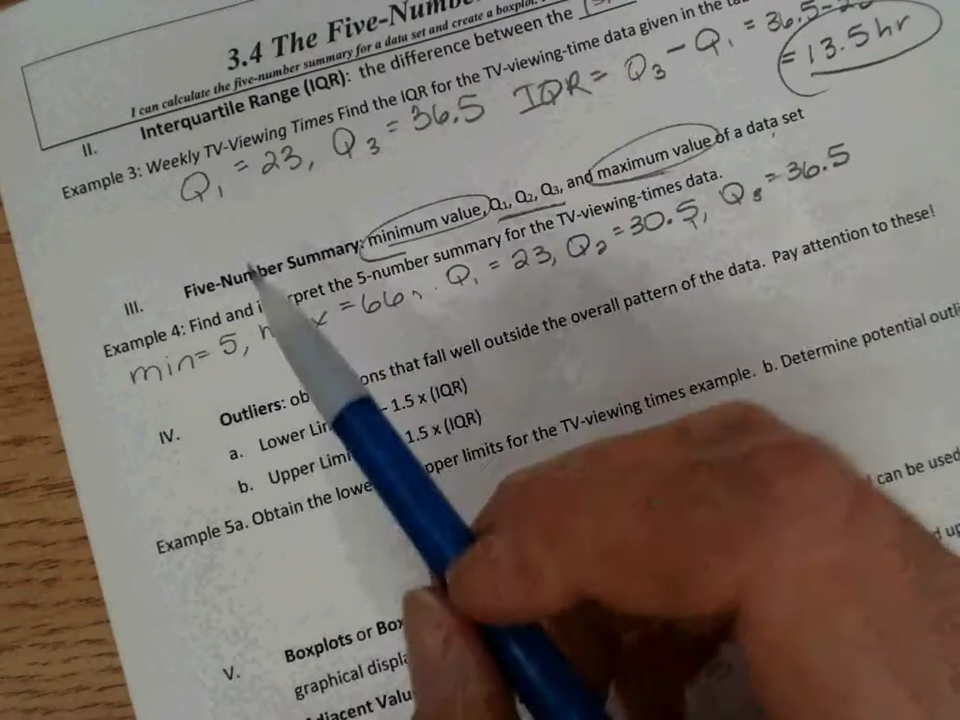 3.4 The Five-Number
I can calculate the five-number summary for a data set and create a boxplot.
II. Interquartile Range (IQR): the difference between the
Example 3: Weekly TV-Viewing Times Find the IQR for the TV-viewing-time data given in the
Q₁ = 23, Q₃ = 36.5 IQR = Q₃ - Q₁ = 36.5-
= 13.5 hr
III. Five-Number Summary: minimum value, Q₁, Q₂, Q₃, and maximum value of a data set
Example 4: Find and interpret the 5-number summary for the TV-viewing-times data.
min = 5, max = 66, Q₁ = 23, Q₂ = 30.5, Q₃ = 36.5
IV. Outliers: ob ons that fall well outside the overall pattern of the data. Pay attention to these!
a. Lower Lim - 1.5 x (IQR)
b. Upper Limi 1.5 x (IQR)
Example 5a. Obtain the lowe pper limits for the TV-viewing times example. b. Determine potential outli
can be used
d up
V. Boxplots or Box
graphical displa
djacent Valu